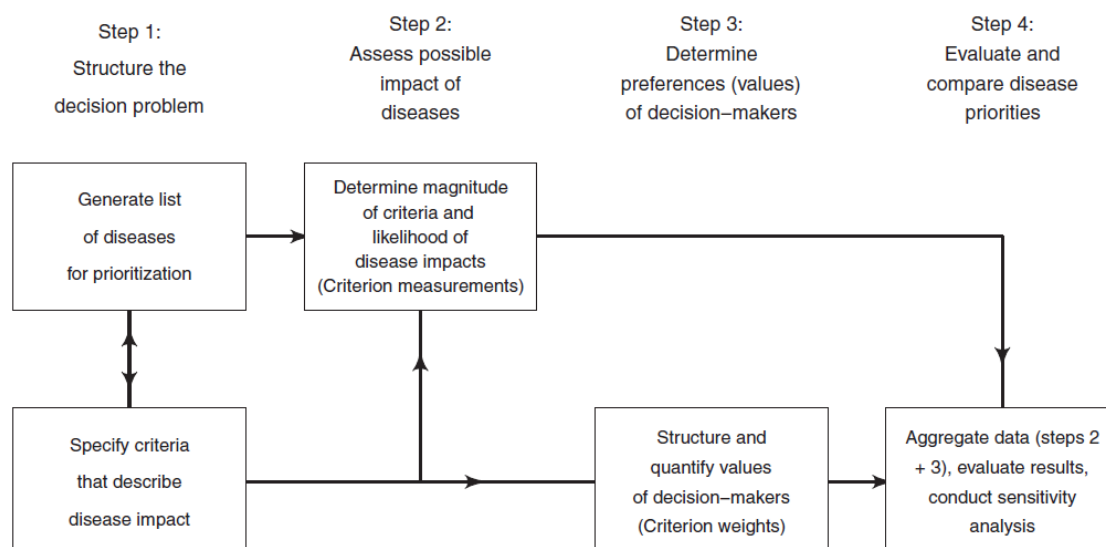 Step 1:
Structure the
decision problem
Step 2:
Assess possible
impact of
diseases
Step 3:
Determine
preferences (values)
of decision–makers
Step 4:
Evaluate and
compare disease
priorities
Generate list
of diseases
for prioritization
Determine magnitude
of criteria and
likelihood of
disease impacts
(Criterion measurements)
Specify criteria
that describe
disease impact
Structure and
quantify values
of decision–makers
(Criterion weights)
Aggregate data (steps 2
+ 3), evaluate results,
conduct sensitivity
analysis